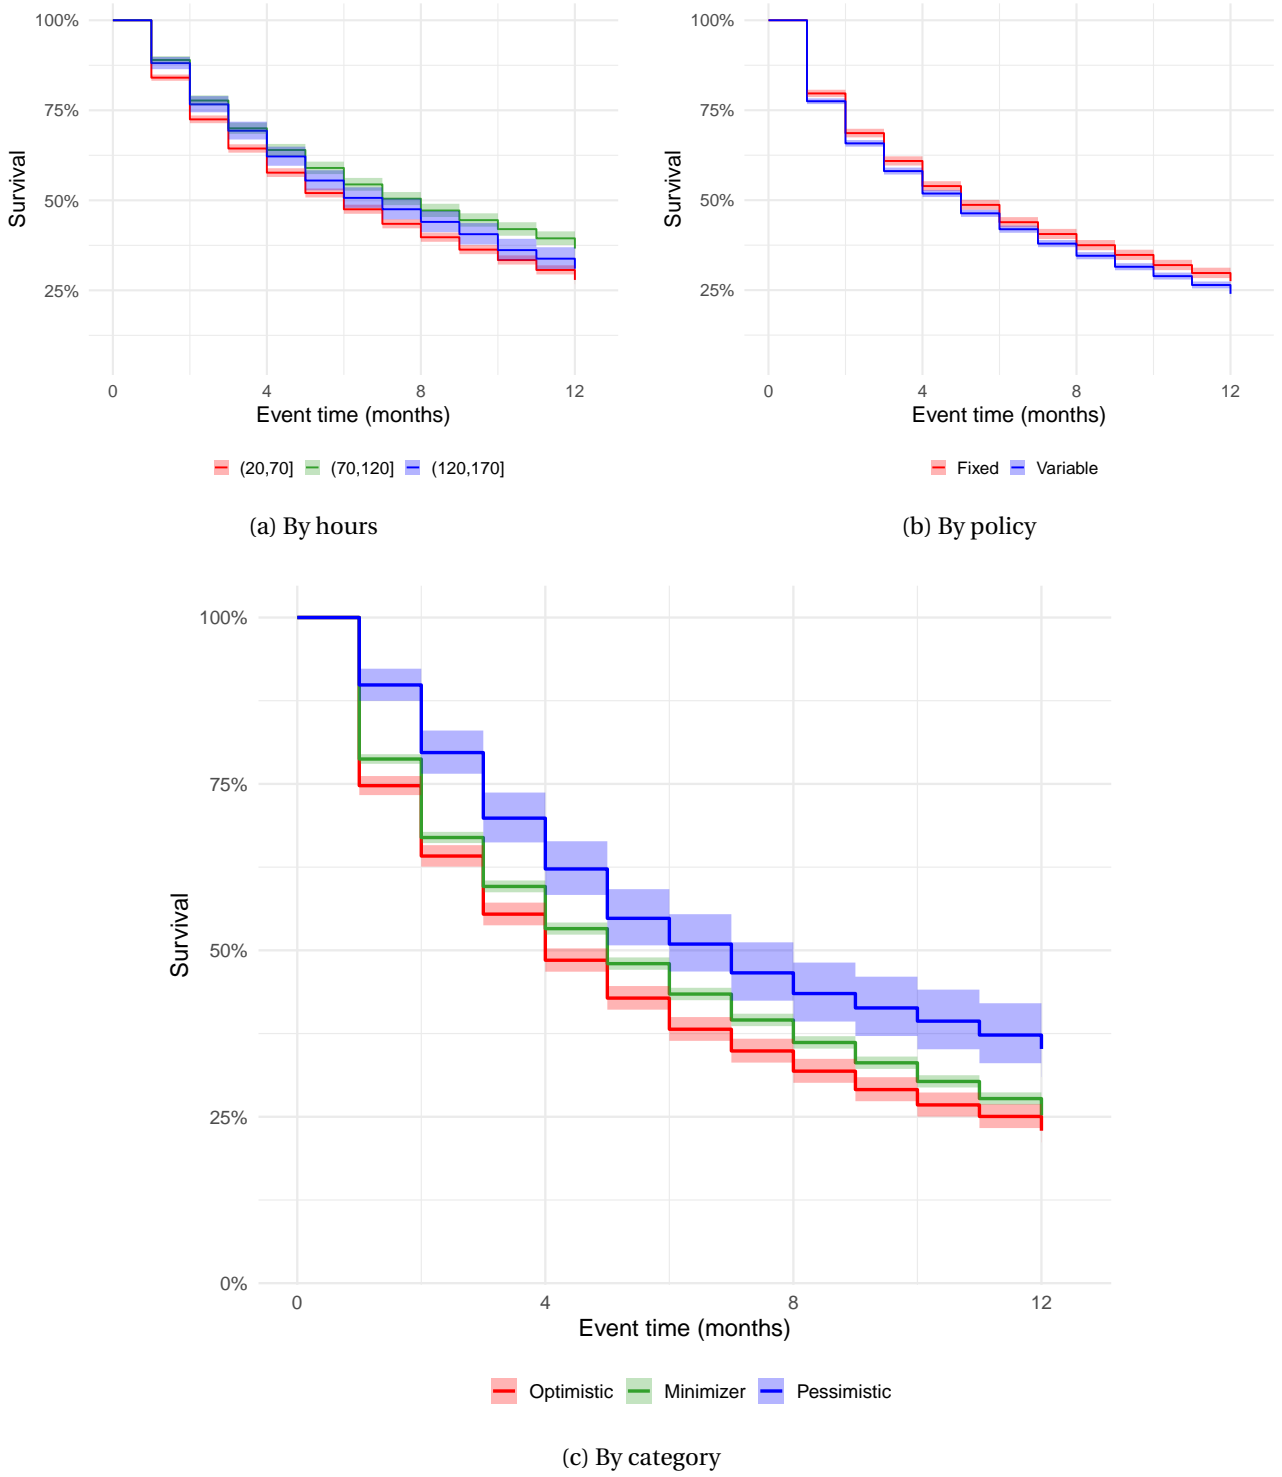 100%
75%
50%
25%
Survival
0 4 8 12
Event time (months)
(20,70] (70,120] (120,170]
(a) By hours
100%
75%
50%
25%
Survival
0 4 8 12
Event time (months)
Fixed Variable
(b) By policy
100%
75%
50%
25%
0%
Survival
0 4 8 12
Event time (months)
Optimistic Minimizer Pessimistic
(c) By category